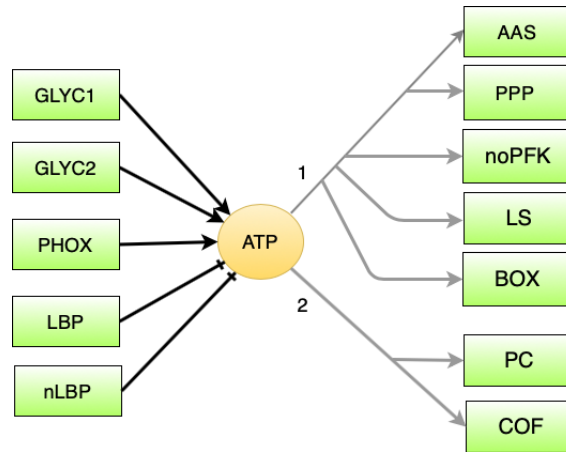 GLYC1
GLYC2
PHOX
LBP
nLBP
ATP
1
2
AAS
PPP
noPFK
LS
BOX
PC
COF